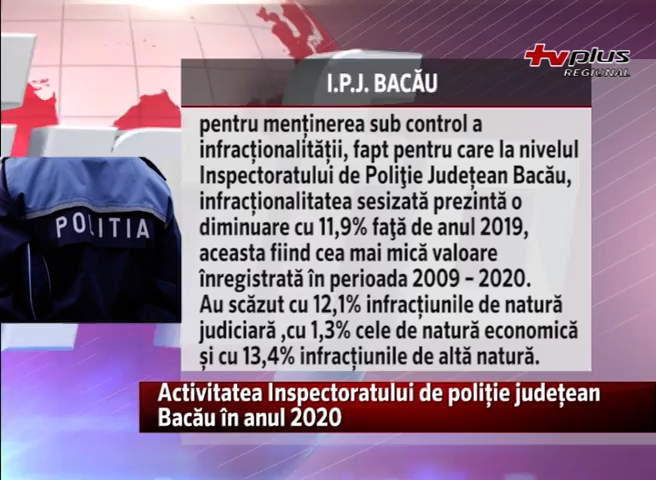 tvplus
REGIONAL
I.P.J. BACĂU
pentru menținerea sub control a
infracționalității, fapt pentru care la nivelul
Inspectoratului de Poliţie Județean Bacău,
infracționalitatea sesizată prezintă o
diminuare cu 11,9% faţă de anul 2019,
aceasta fiind cea mai mică valoare
înregistrată în perioada 2009 – 2020.
Au scăzut cu 12,1% infracțiunile de natură
judiciară ,cu 1,3% cele de natură economică
și cu 13,4% infracțiunile de altă natură.
POLITIA
Activitatea Inspectoratului de poliție județean
Bacău în anul 2020